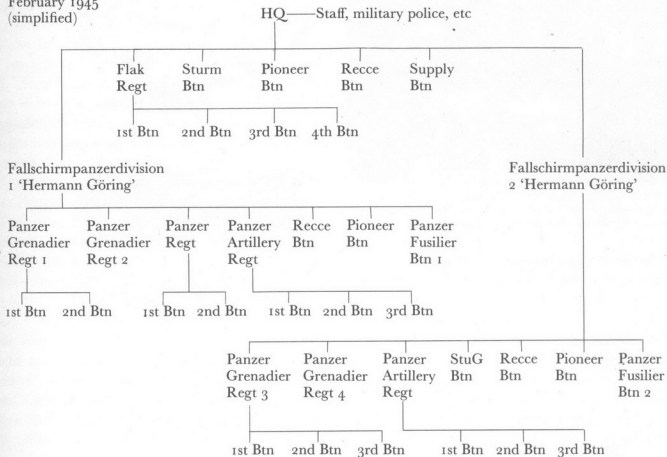 February 1945
(simplified)
HQ—Staff, military police, etc
Flak Regt
Sturm Btn
Pioneer Btn
Recce Btn
Supply Btn
1st Btn 2nd Btn 3rd Btn 4th Btn
Fallschirmpanzerdivision
1 'Hermann Göring'
Fallschirmpanzerdivision
2 'Hermann Göring'
Panzer Grenadier Regt 1
Panzer Grenadier Regt 2
Panzer Regt
Panzer Artillery Regt
Recce Btn
Pioneer Btn
Panzer Fusilier Btn 1
1st Btn 2nd Btn 1st Btn 2nd Btn 1st Btn 2nd Btn 3rd Btn
Panzer Grenadier Regt 3
Panzer Grenadier Regt 4
Panzer Artillery Regt
StuG Btn
Recce Btn
Pioneer Btn
Panzer Fusilier Btn 2
1st Btn 2nd Btn 3rd Btn 1st Btn 2nd Btn 3rd Btn